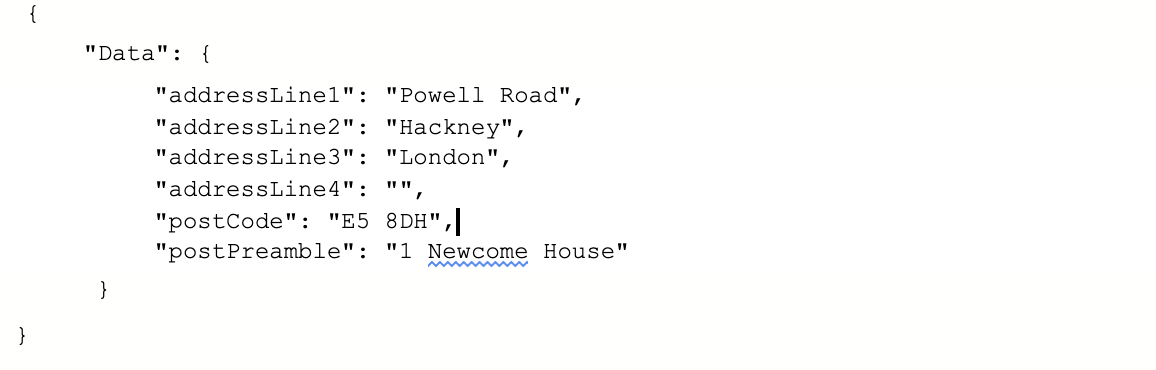 {
"Data": {
"addressLine1": "Powell Road",
"addressLine2": "Hackney",
"addressLine3": "London",
"addressLine4": "",
"postCode": "E5 8DH",
"postPreamble": "1 Newcome House"
}
}